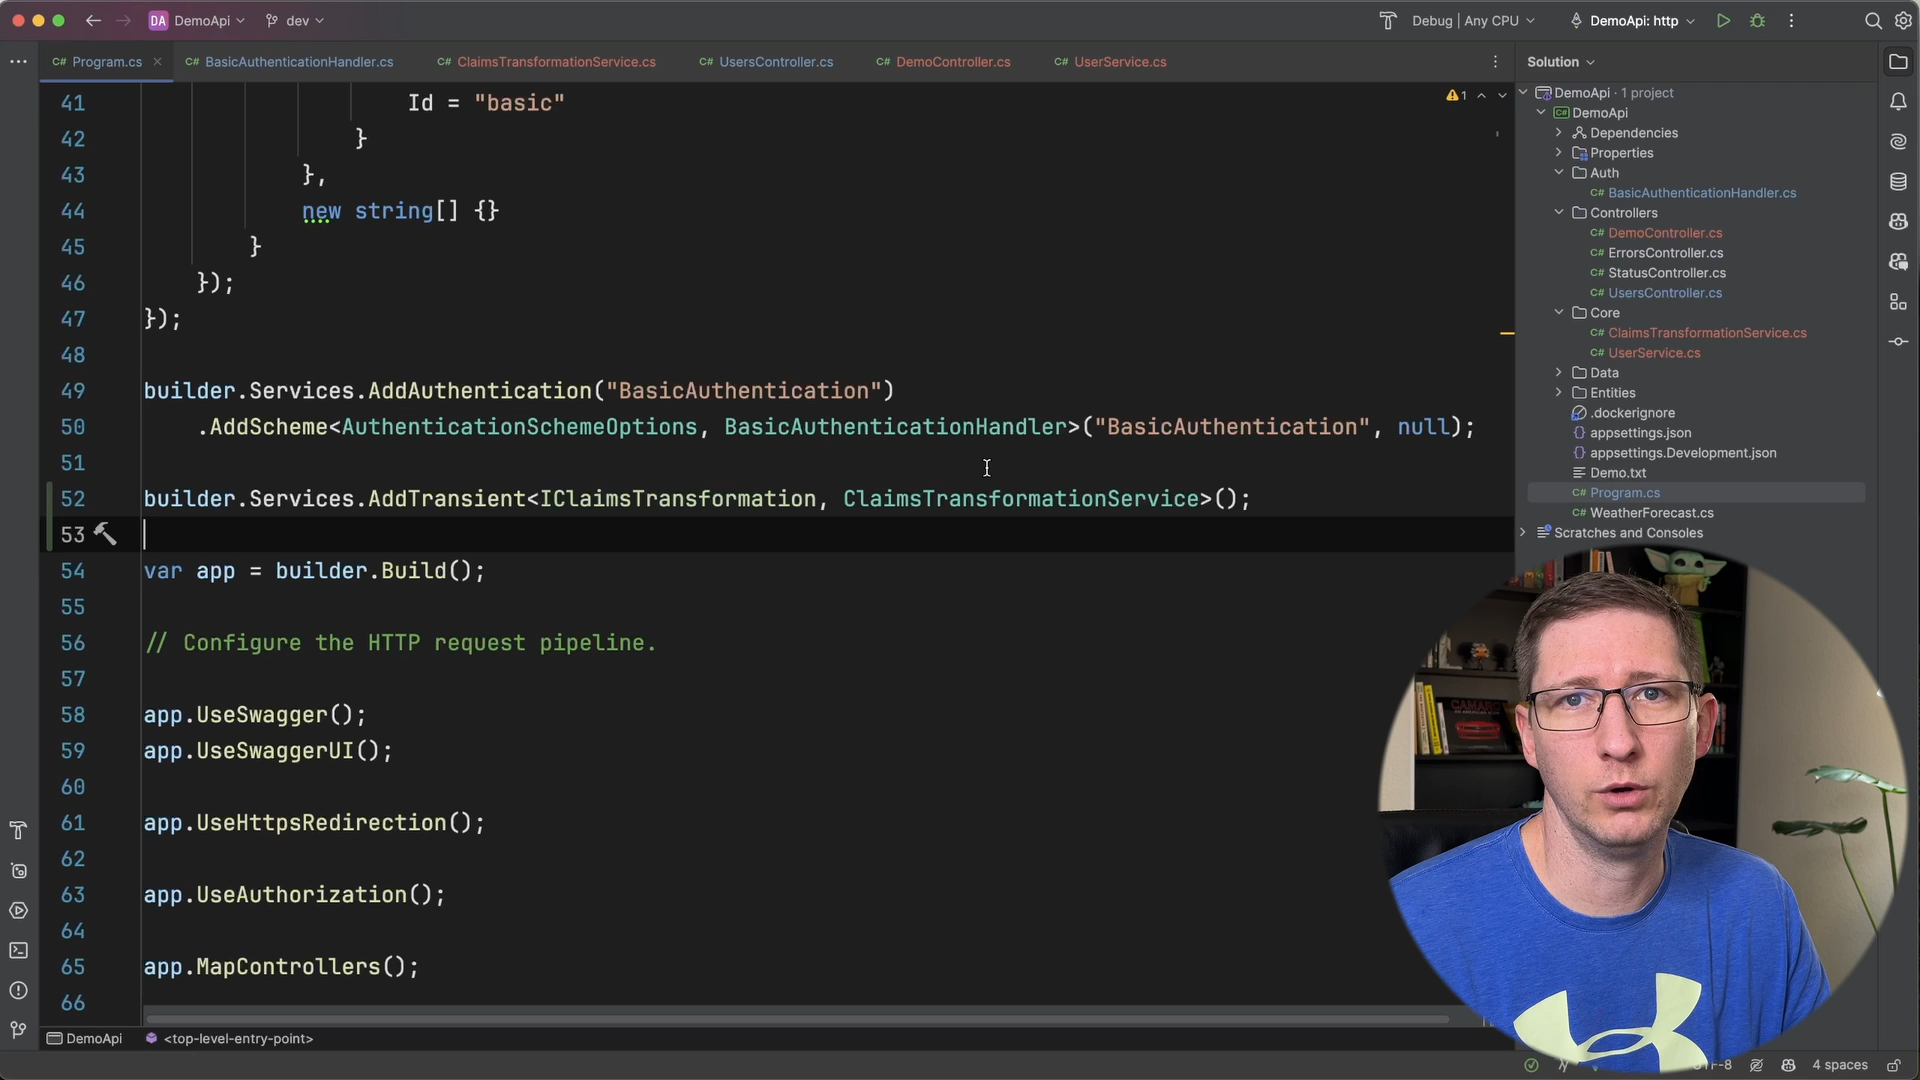 DA DemoApi dev Debug | Any CPU DemoApi: http
C# Program.cs C# BasicAuthenticationHandler.cs C# ClaimsTransformationService.cs C# UsersController.cs C# DemoController.cs C# UserService.cs
Solution
41 Id = "basic"
42 }
43 },
44 new string[] {}
45 }
46 });
47 });
48
49 builder.Services.AddAuthentication("BasicAuthentication")
50 .AddScheme<AuthenticationSchemeOptions, BasicAuthenticationHandler>("BasicAuthentication", null);
51
52 builder.Services.AddTransient<IClaimsTransformation, ClaimsTransformationService>();
53
54 var app = builder.Build();
55
56 // Configure the HTTP request pipeline.
57
58 app.UseSwagger();
59 app.UseSwaggerUI();
60
61 app.UseHttpsRedirection();
62
63 app.UseAuthorization();
64
65 app.MapControllers();
66
1
DemoApi · 1 project
C# DemoApi
Dependencies
Properties
Auth
C# BasicAuthenticationHandler.cs
Controllers
C# DemoController.cs
C# ErrorsController.cs
C# StatusController.cs
C# UsersController.cs
Core
C# ClaimsTransformationService.cs
C# UserService.cs
Data
Entities
.dockerignore
{} appsettings.json
{} appsettings.Development.json
Demo.txt
C# Program.cs
C# WeatherForecast.cs
Scratches and Consoles
CAMARO
DemoApi <top-level-entry-point>
4 spaces